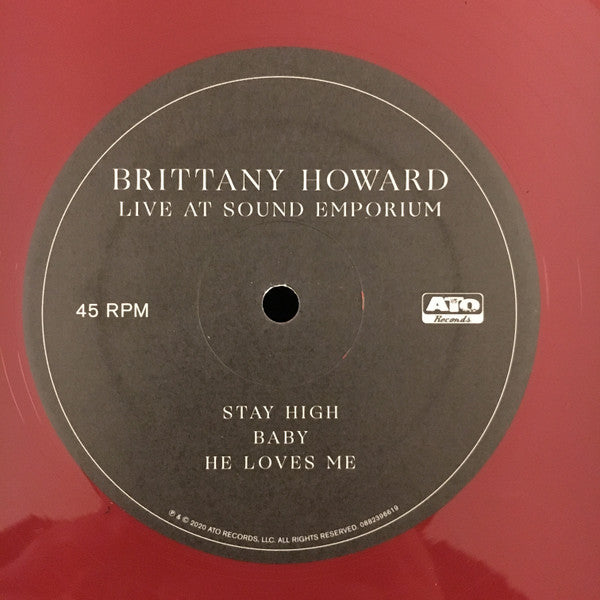 BRITTANY HOWARD
LIVE AT SOUND EMPORIUM
45 RPM
ATO
Records
STAY HIGH
BABY
HE LOVES ME
℗ & © 2020 ATO RECORDS, LLC. ALL RIGHTS RESERVED. 0882396619